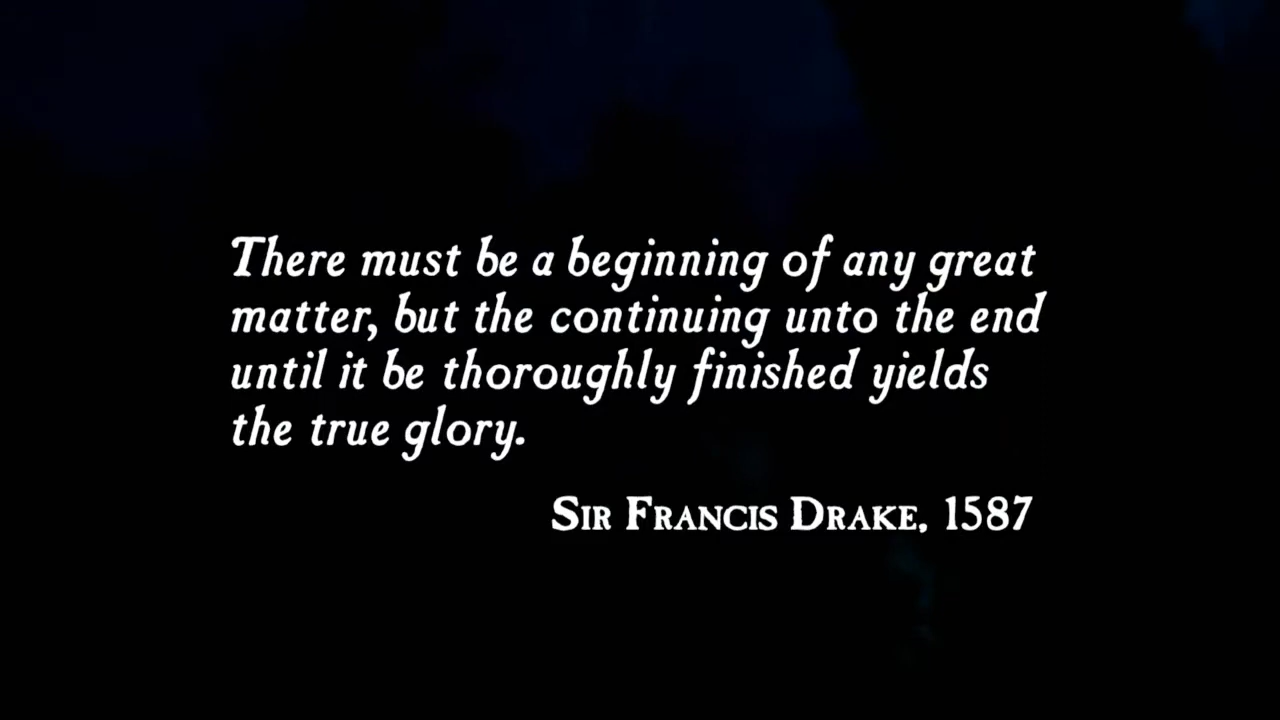 There must be a beginning of any great
matter, but the continuing unto the end
until it be thoroughly finished yields
the true glory.
Sir Francis Drake, 1587